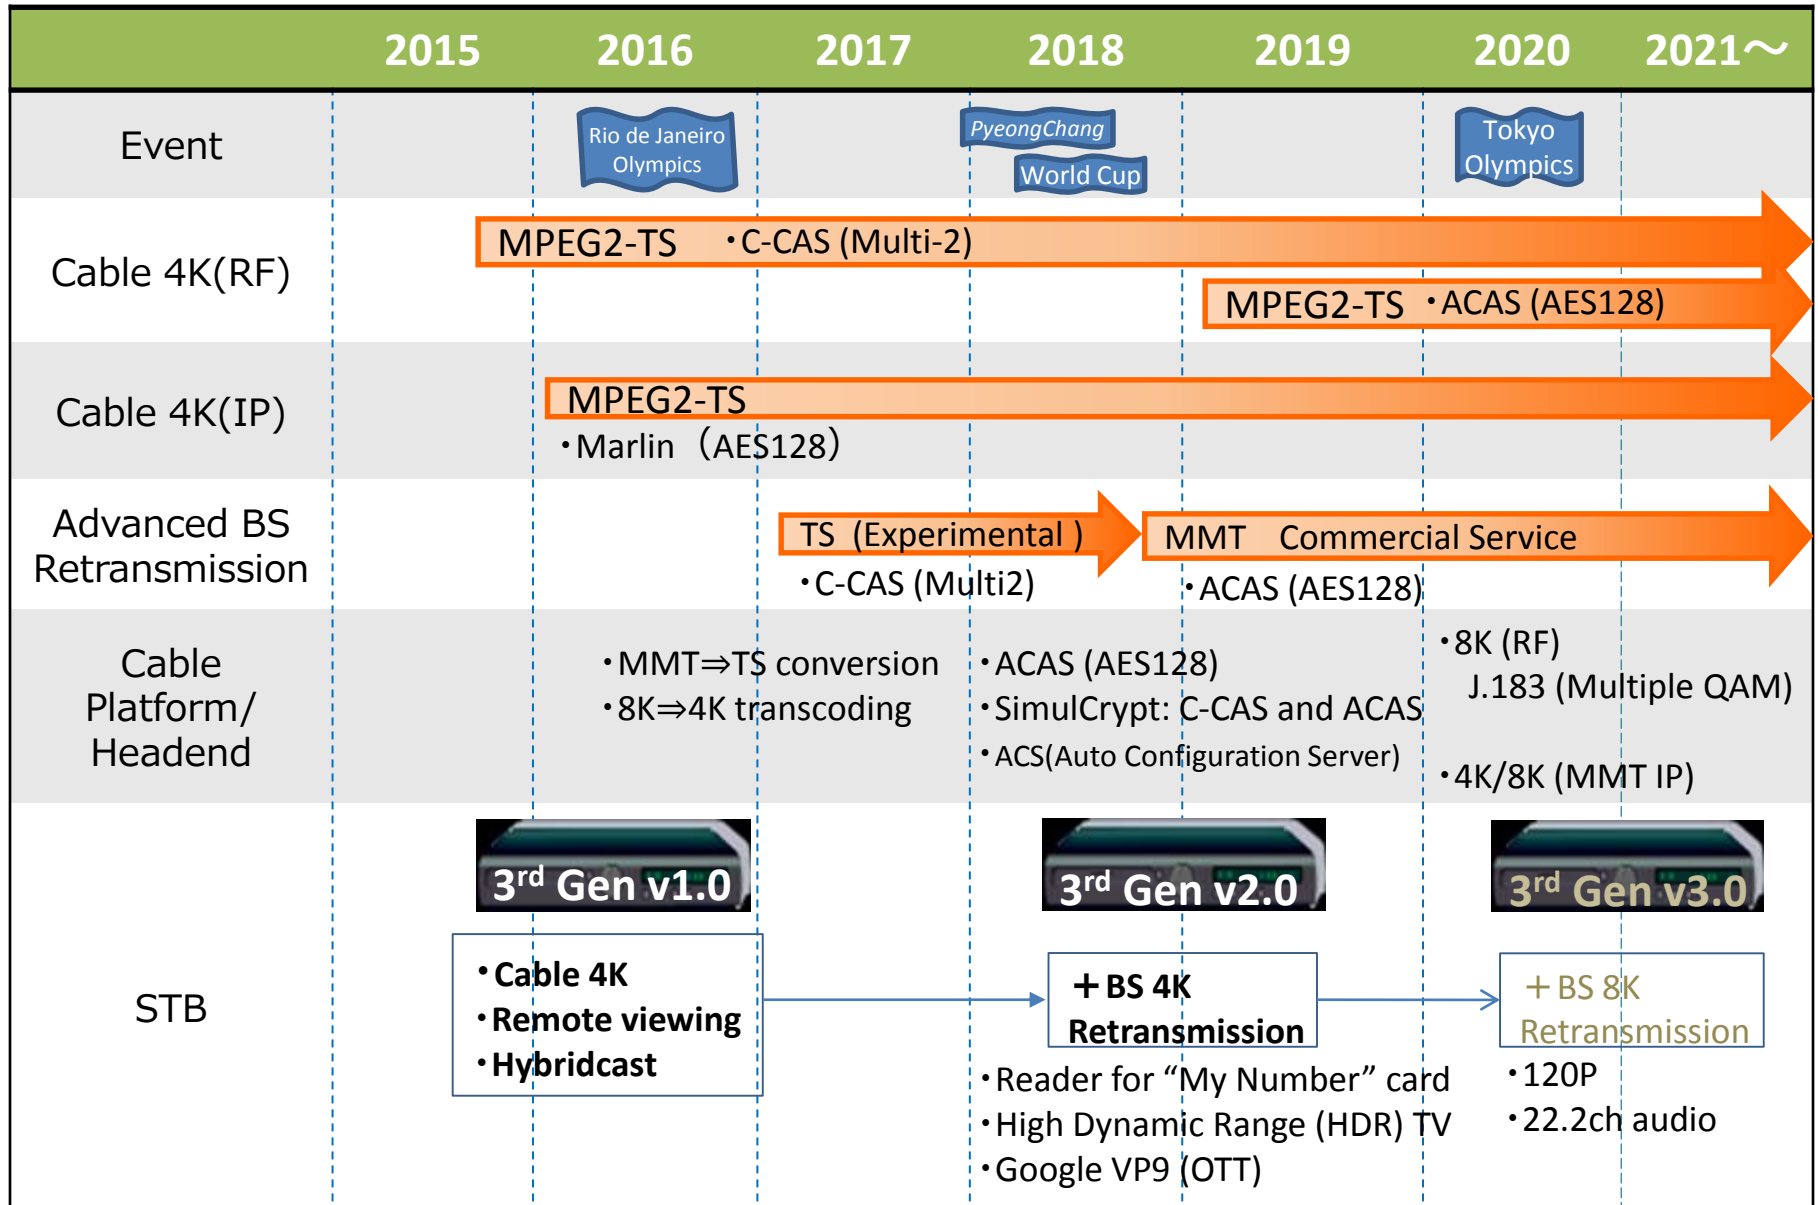 2015 2016 2017 2018 2019 2020 2021～
Event
Rio de Janeiro
Olympics
PyeongChang
World Cup
Tokyo
Olympics
Cable 4K(RF)
MPEG2-TS ・C-CAS (Multi-2)
MPEG2-TS ・ACAS (AES128)
Cable 4K(IP)
MPEG2-TS
・Marlin （AES128）
Advanced BS
Retransmission
TS (Experimental )
・C-CAS (Multi2)
MMT Commercial Service
・ACAS (AES128)
Cable
Platform/
Headend
・MMT⇒TS conversion
・8K⇒4K transcoding
・ACAS (AES128)
・SimulCrypt: C-CAS and ACAS
・ACS(Auto Configuration Server)
・8K (RF)
J.183 (Multiple QAM)
・4K/8K (MMT IP)
STB
3rd Gen v1.0
・Cable 4K
・Remote viewing
・Hybridcast
3rd Gen v2.0
＋BS 4K
Retransmission
・Reader for “My Number” card
・High Dynamic Range (HDR) TV
・Google VP9 (OTT)
3rd Gen v3.0
＋BS 8K
Retransmission
・120P
・22.2ch audio